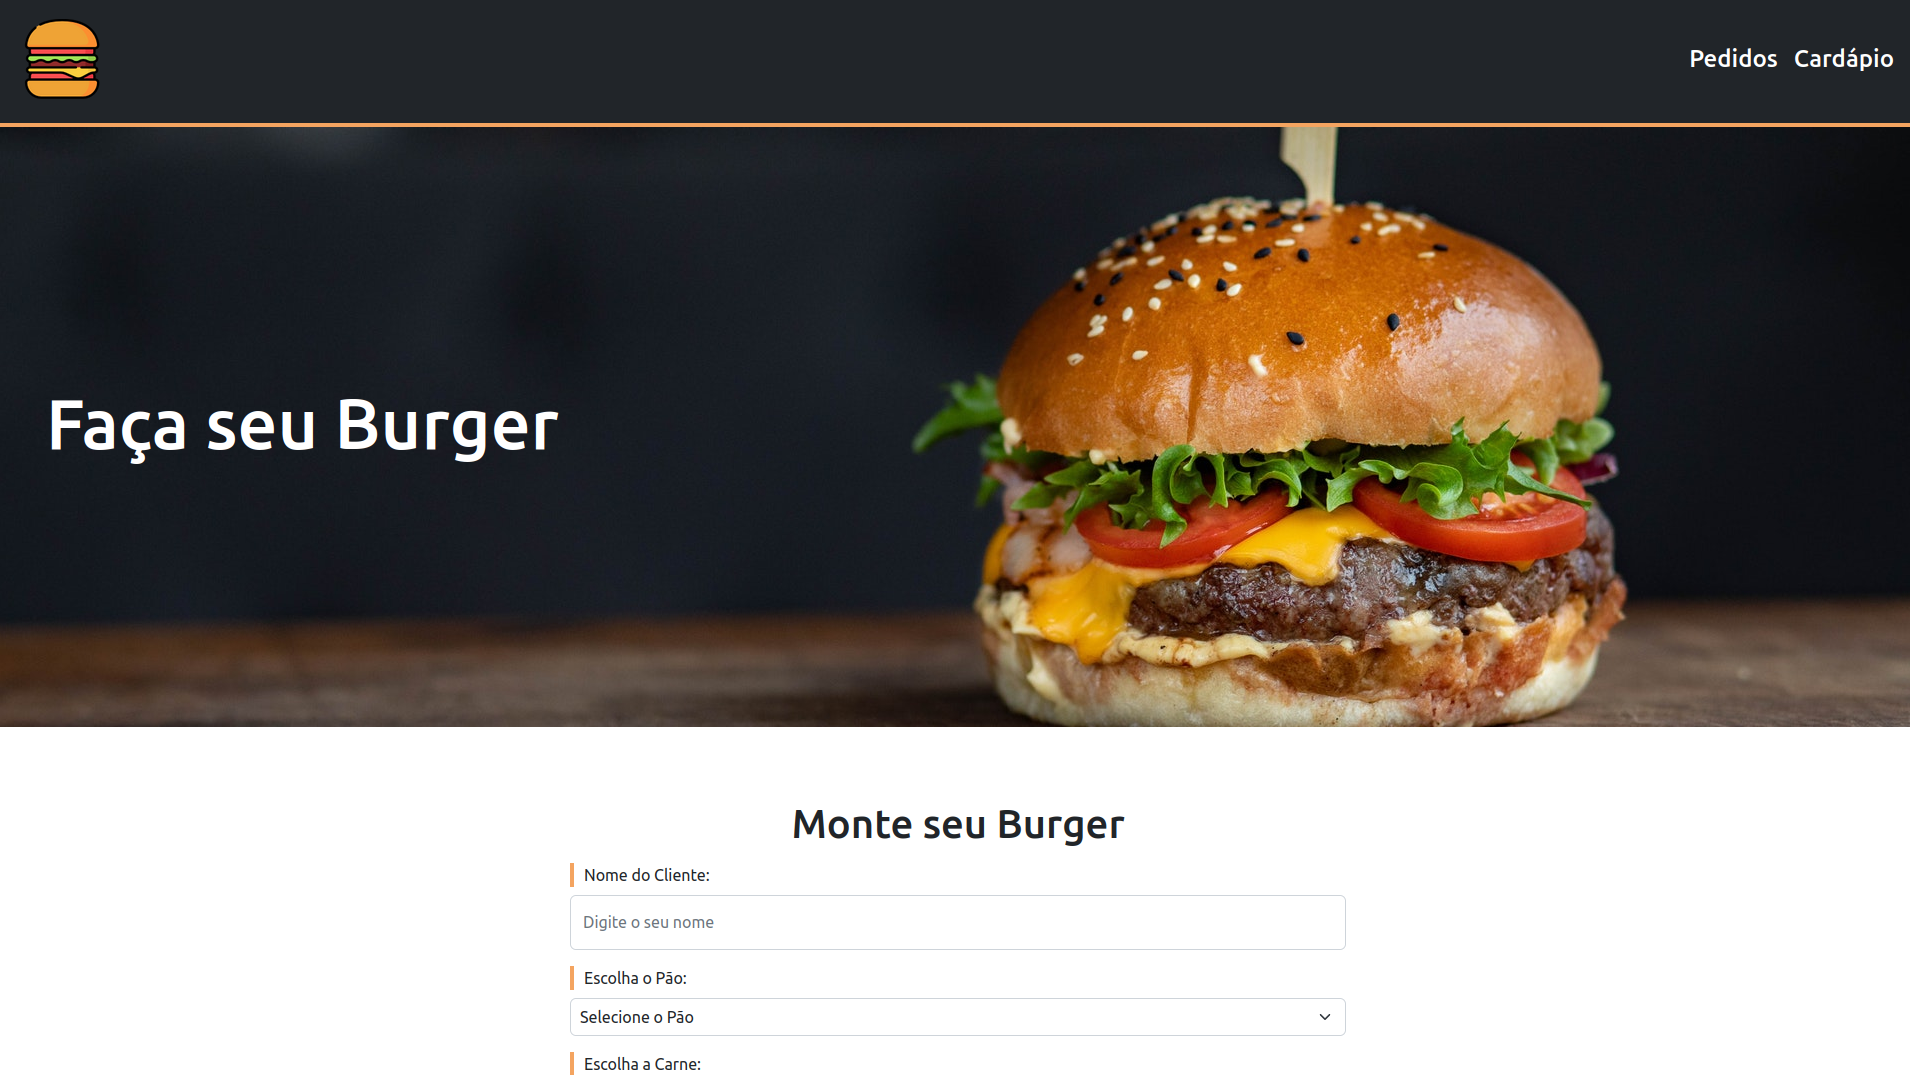 Pedidos Cardápio
Faça seu Burger
Monte seu Burger
Nome do Cliente:
Digite o seu nome
Escolha o Pão:
Selecione o Pão
Escolha a Carne: